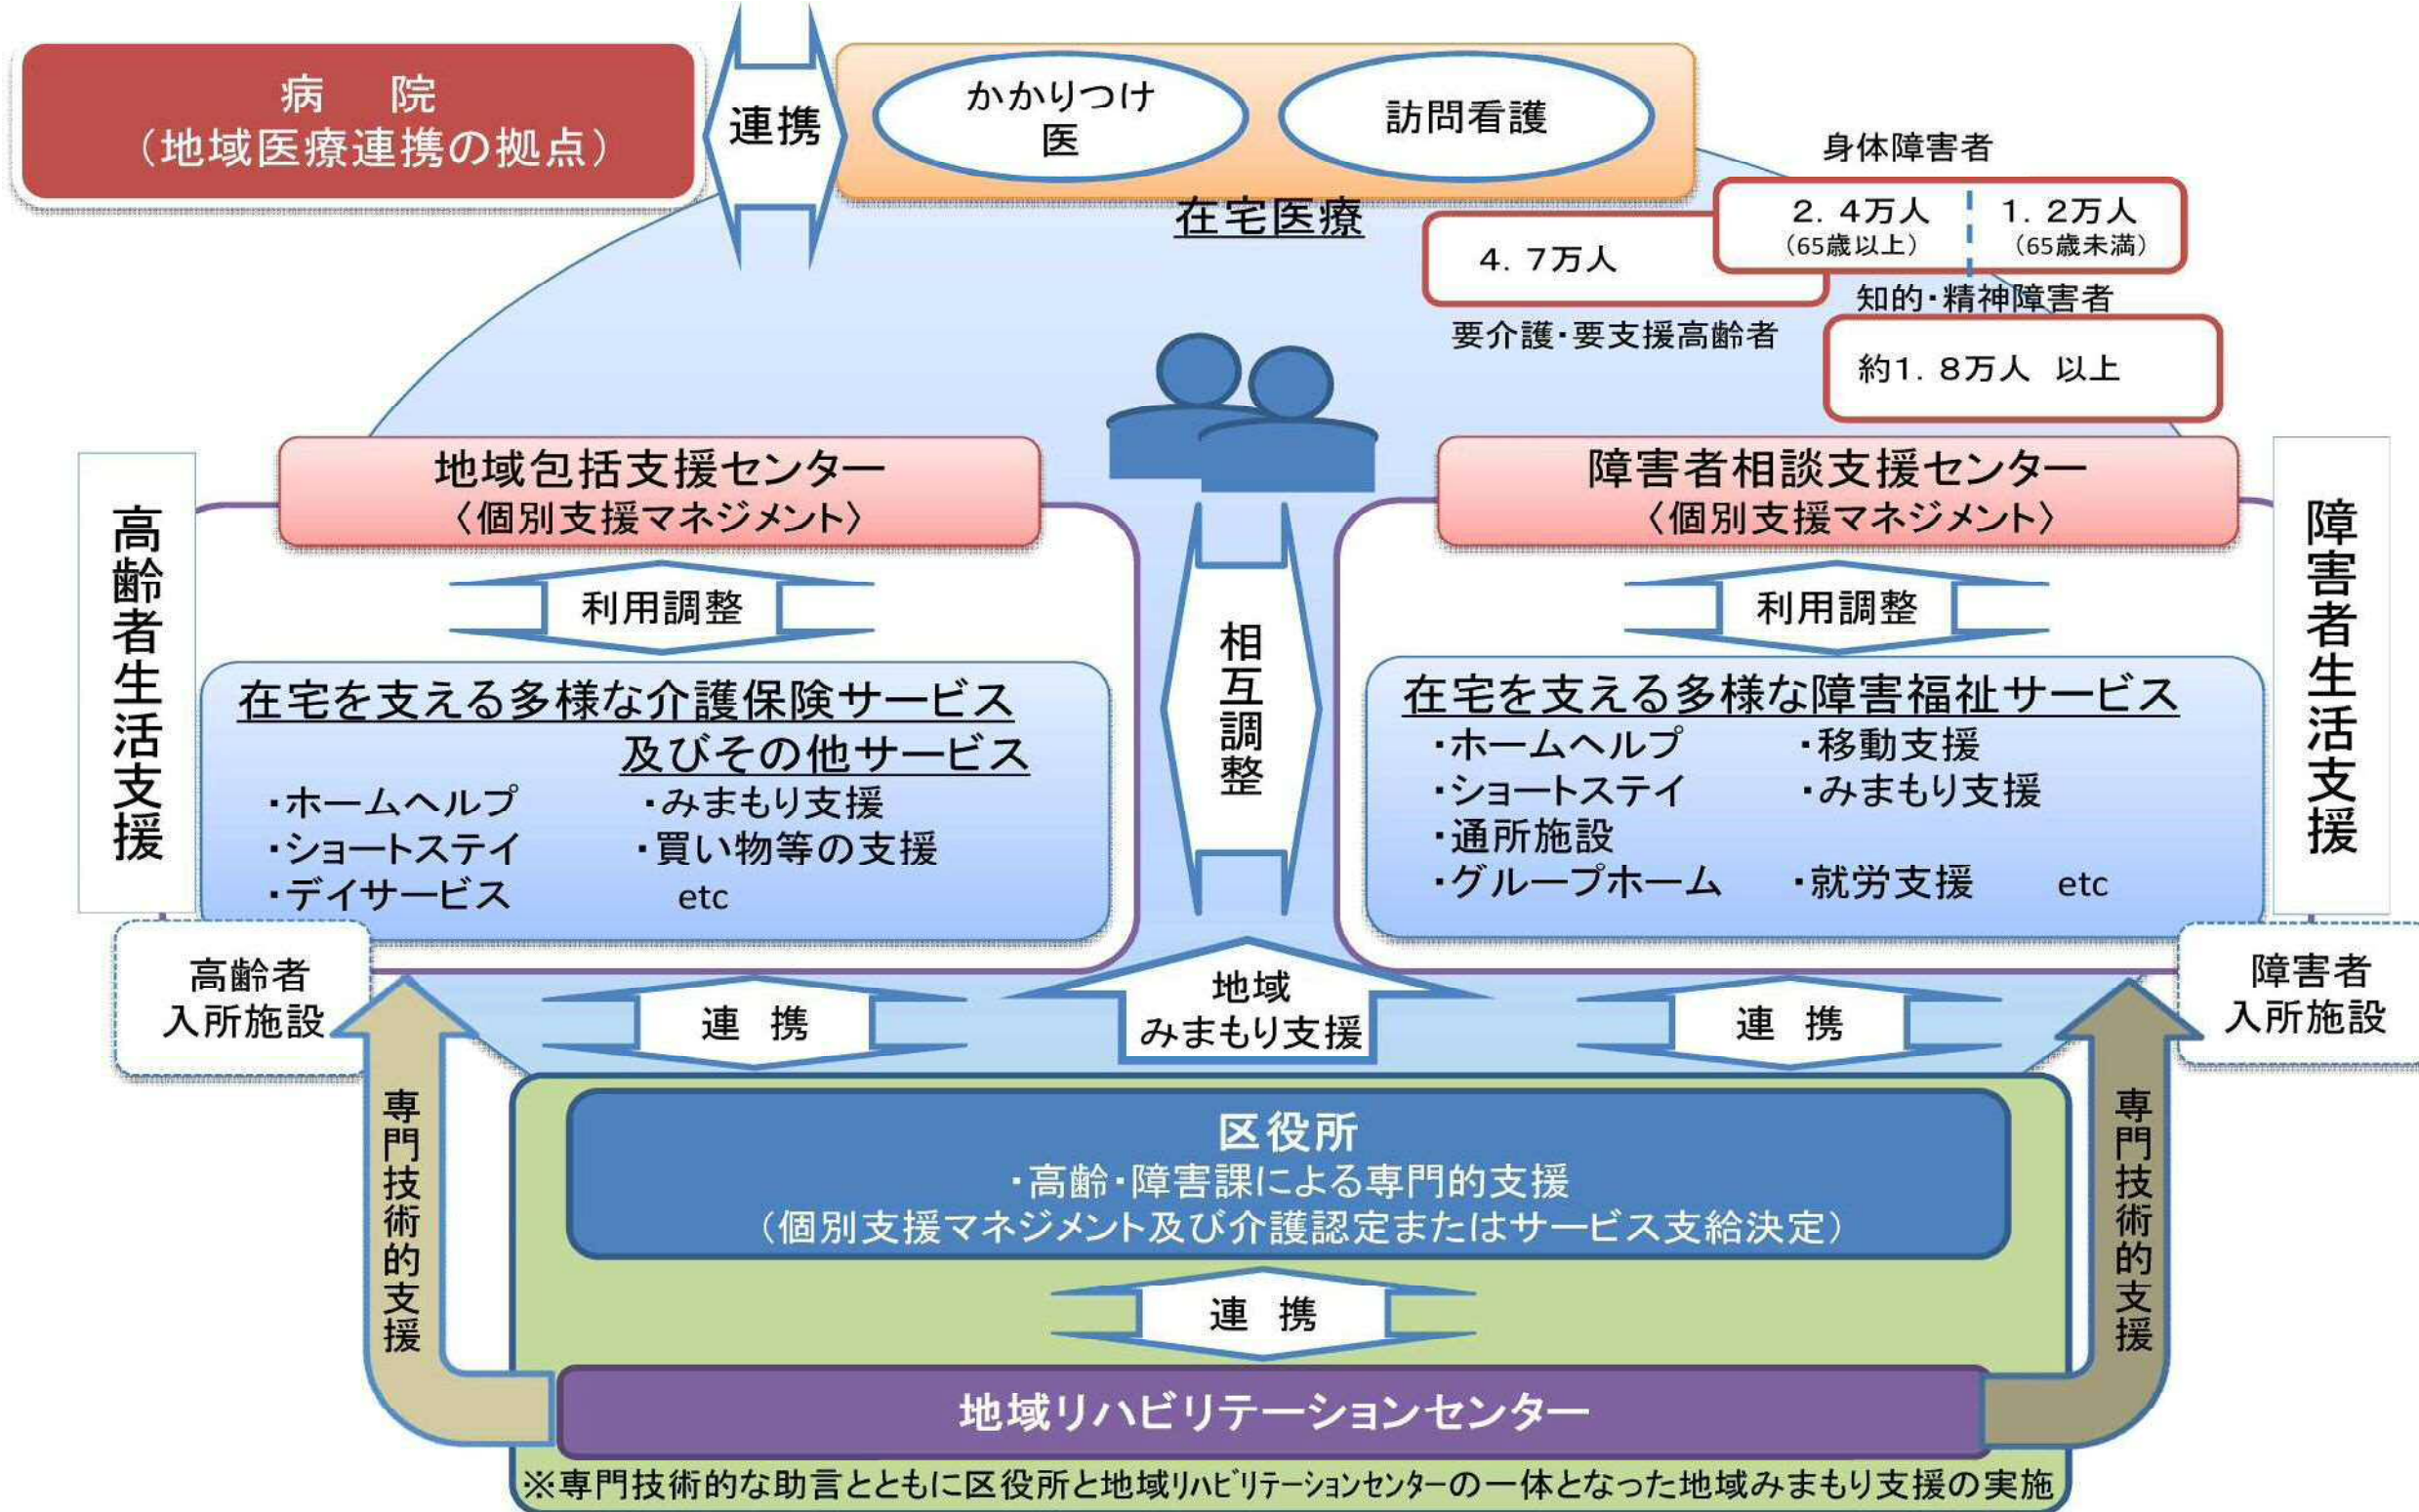 病　院
（地域医療連携の拠点）
連携
かかりつけ
医
訪問看護
在宅医療
身体障害者
2．4万人
（65歳以上）
1．2万人
（65歳未満）
4．7万人
要介護・要支援高齢者
知的・精神障害者
約1．8万人　以上
高齢者生活支援
地域包括支援センター
〈個別支援マネジメント〉
利用調整
在宅を支える多様な介護保険サービス
及びその他サービス
・ホームヘルプ　・みまもり支援
・ショートステイ　・買い物等の支援
・デイサービス　etc
高齢者
入所施設
相互調整
障害者相談支援センター
〈個別支援マネジメント〉
利用調整
在宅を支える多様な障害福祉サービス
・ホームヘルプ　・移動支援
・ショートステイ　・みまもり支援
・通所施設
・グループホーム　・就労支援　etc
障害者生活支援
障害者
入所施設
連　携
地域
みまもり支援
連　携
専門技術的支援
区役所
・高齢・障害課による専門的支援
（個別支援マネジメント及び介護認定またはサービス支給決定）
連　携
専門技術的支援
地域リハビリテーションセンター
※専門技術的な助言とともに区役所と地域ﾘﾊﾋﾞﾘﾃｰｼｮﾝｾﾝﾀｰの一体となった地域みまもり支援の実施